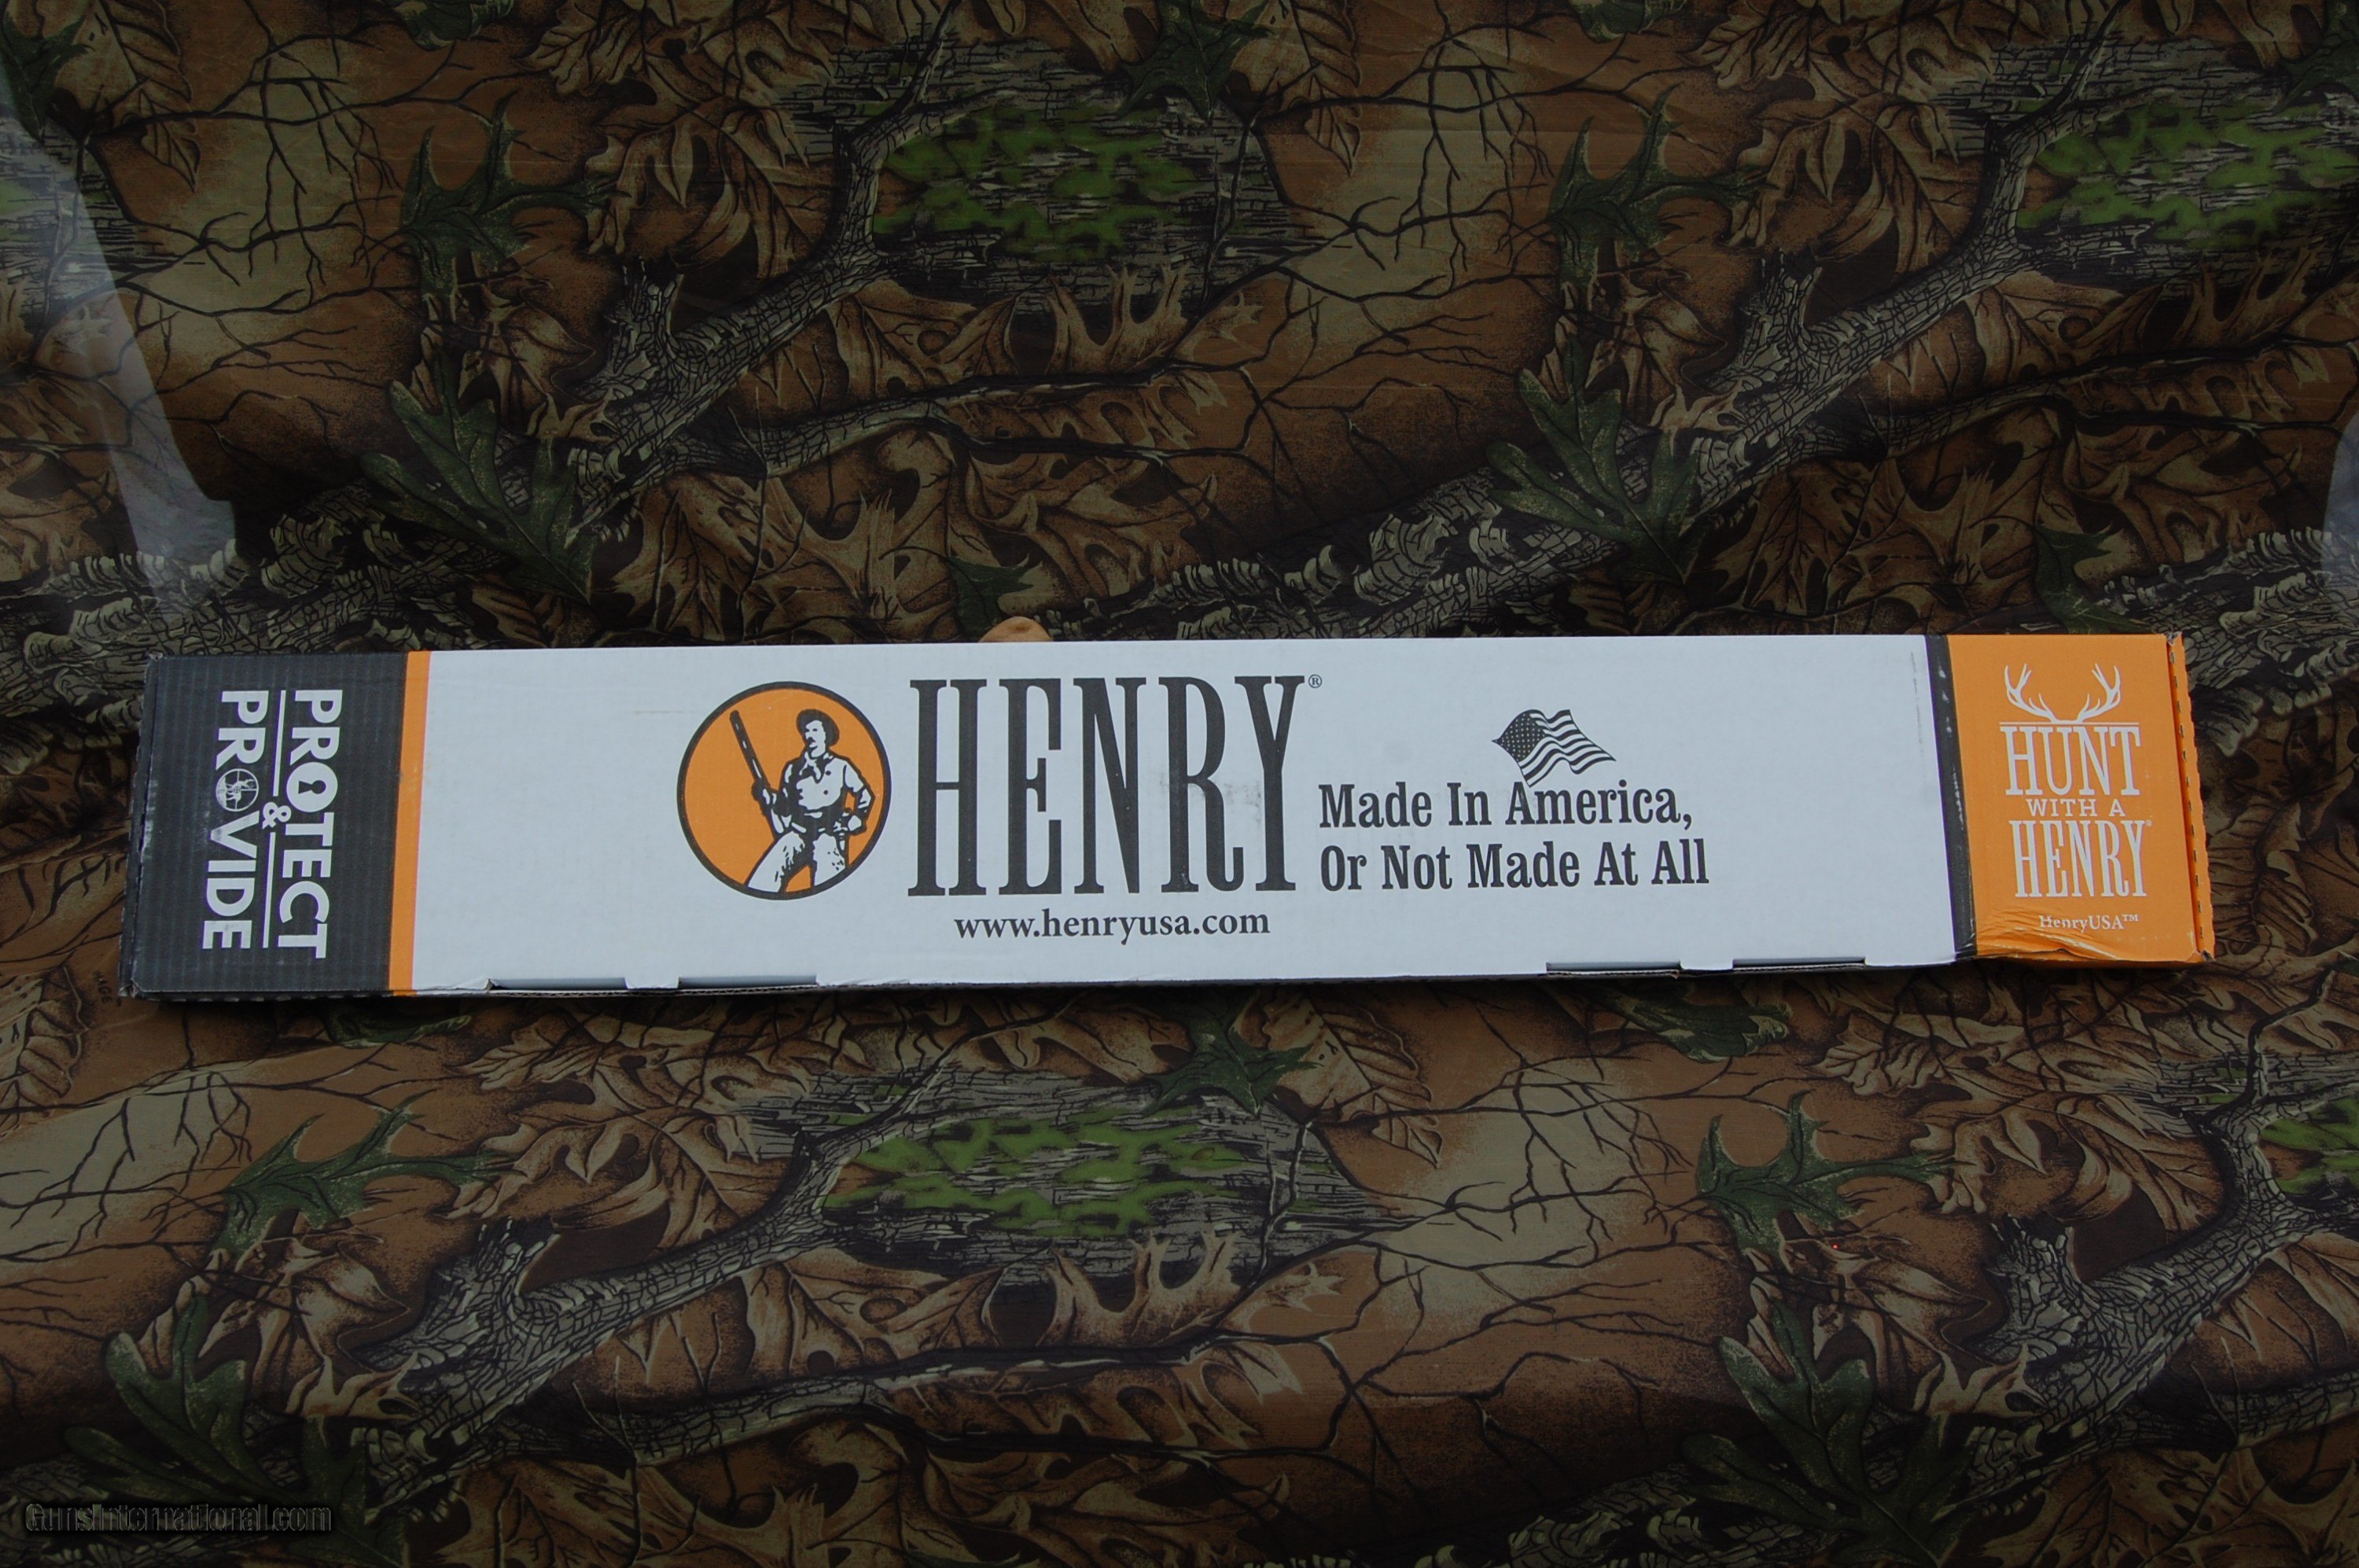 PROTECT
&
PROVIDE
HENRY®
Made In America,
Or Not Made At All
www.henryusa.com
HUNT
WITH A
HENRY®
HenryUSA™
GunsInternational.com